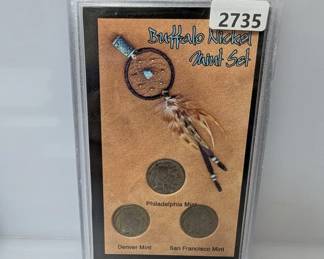 2735
Buffalo Nickel
Mint Set
Philadelphia Mint
Denver Mint
San Francisco Mint